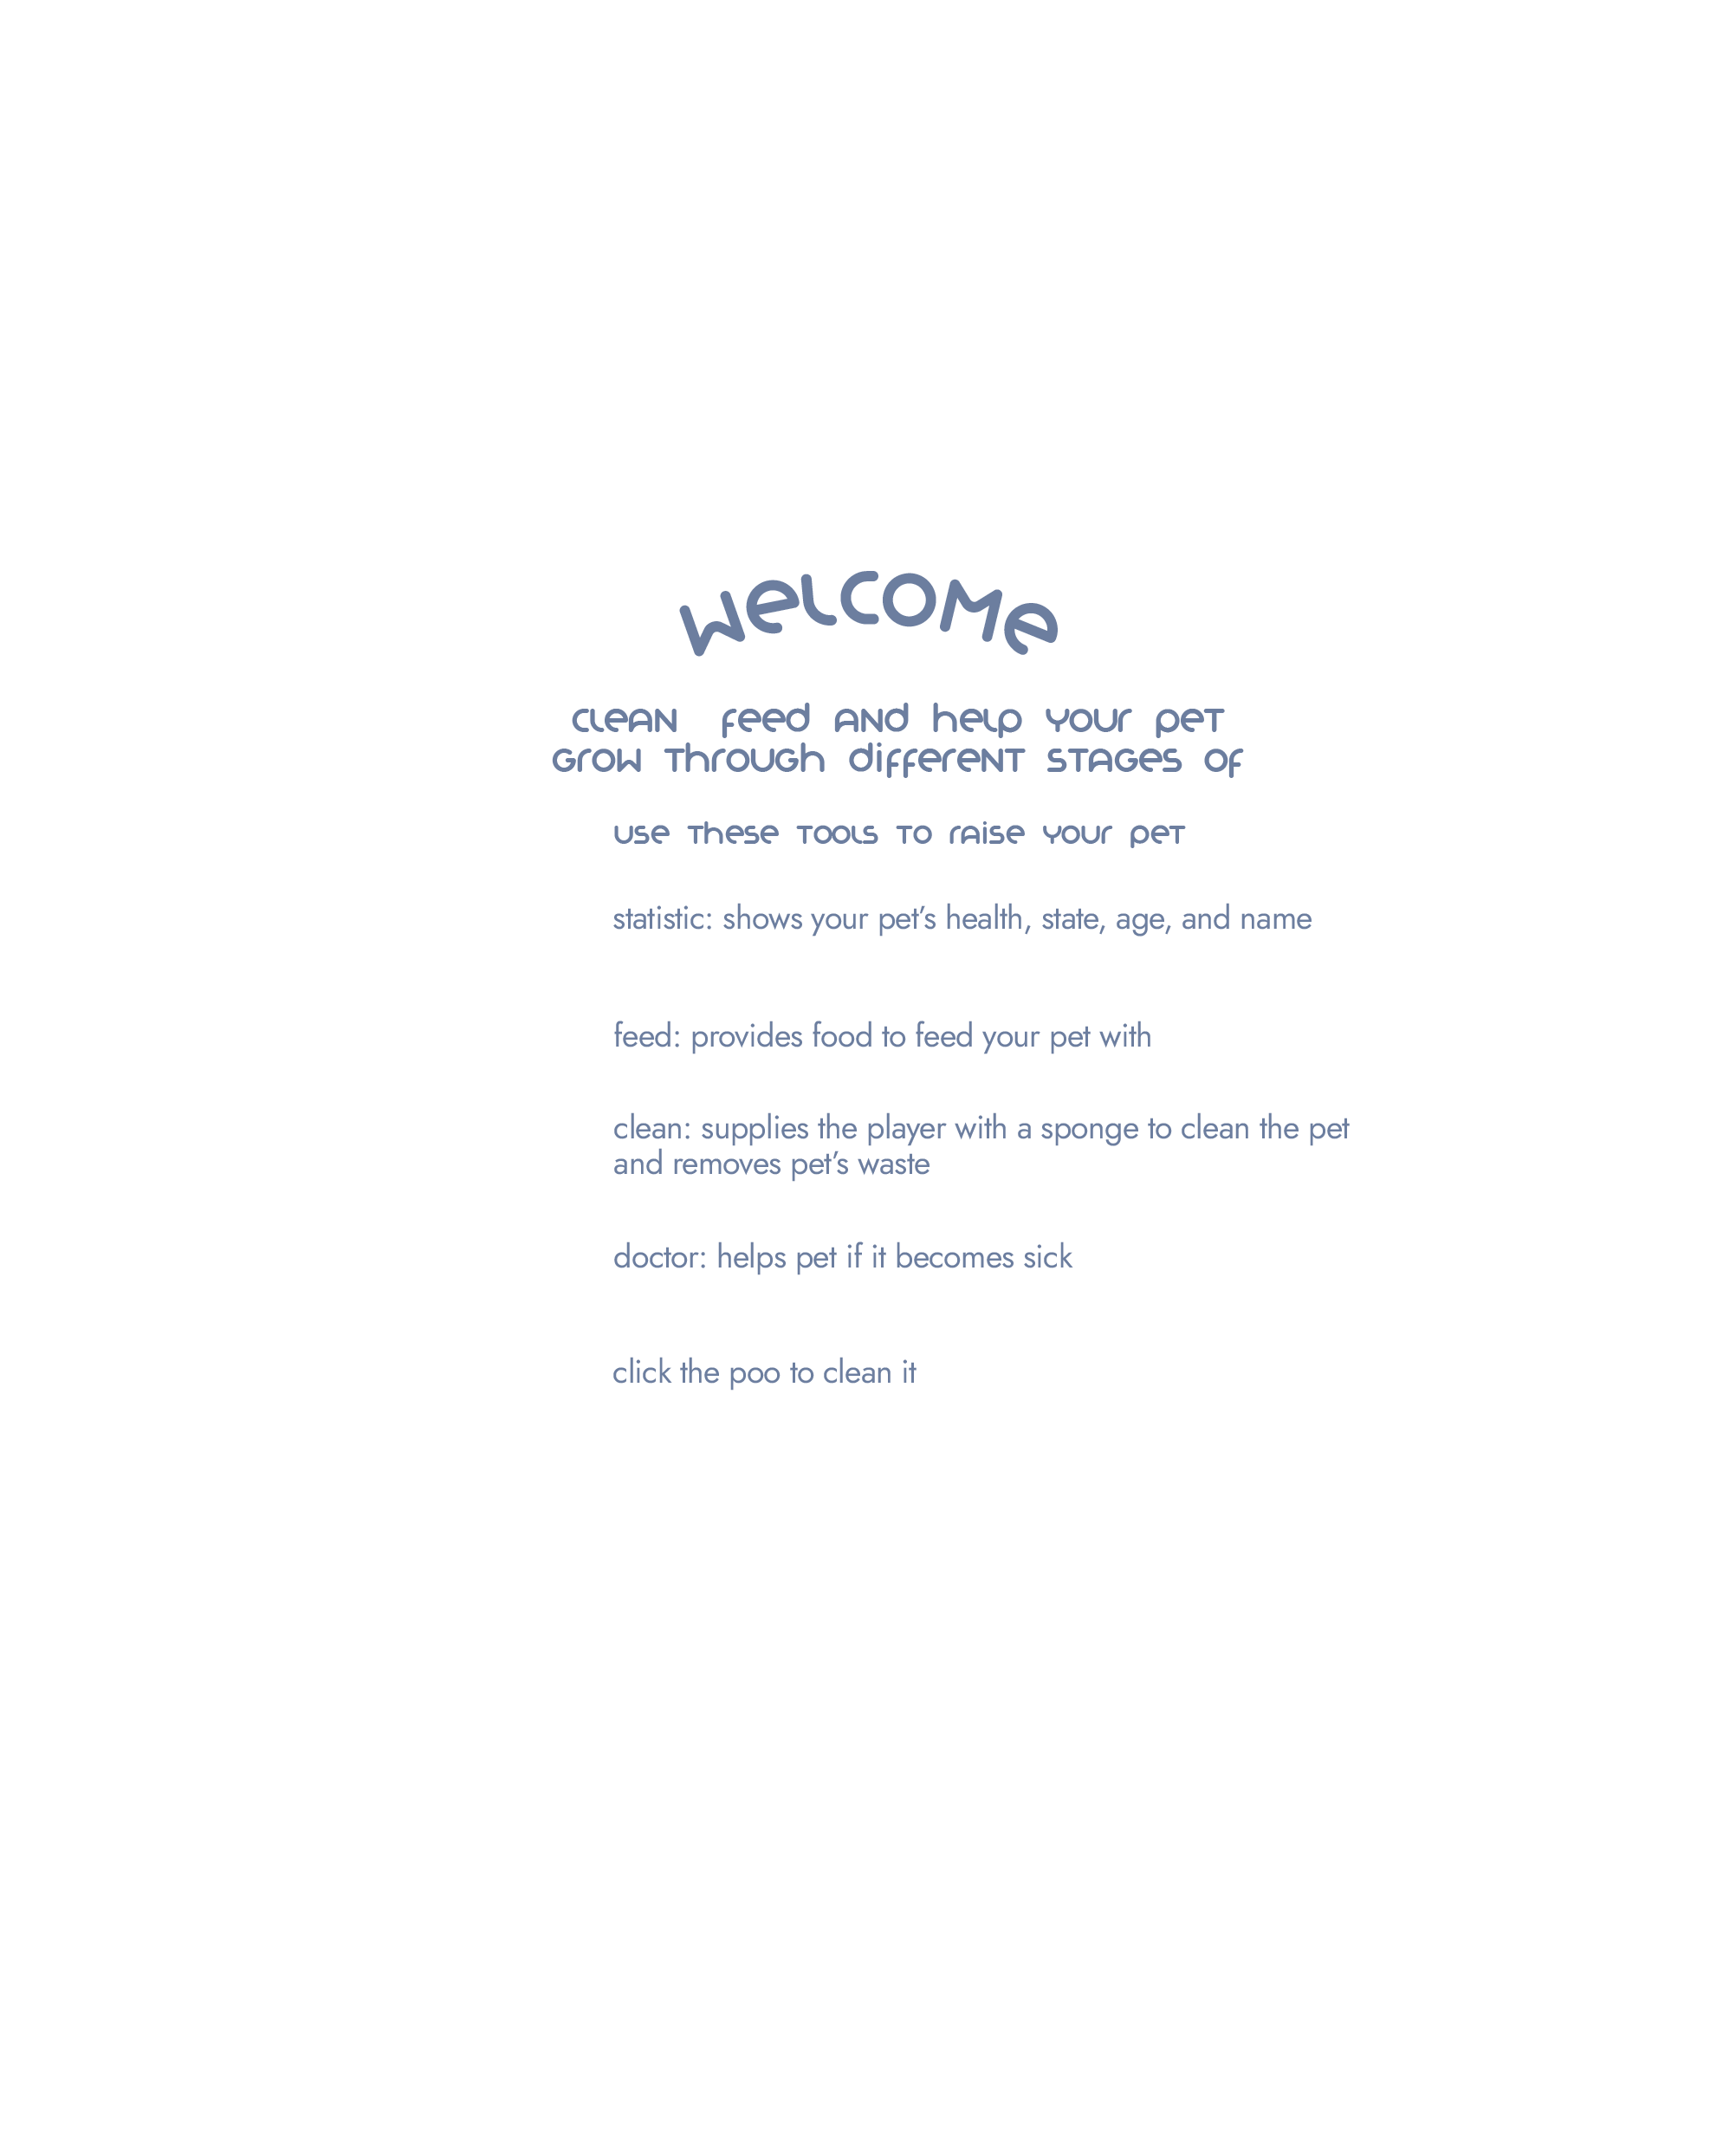 welcome
clean feed and help your pet
grow through different stages of
use these tools to raise your pet
statistic: shows your pet’s health, state, age, and name
feed: provides food to feed your pet with
clean: supplies the player with a sponge to clean the pet
and removes pet’s waste
doctor: helps pet if it becomes sick
click the poo to clean it